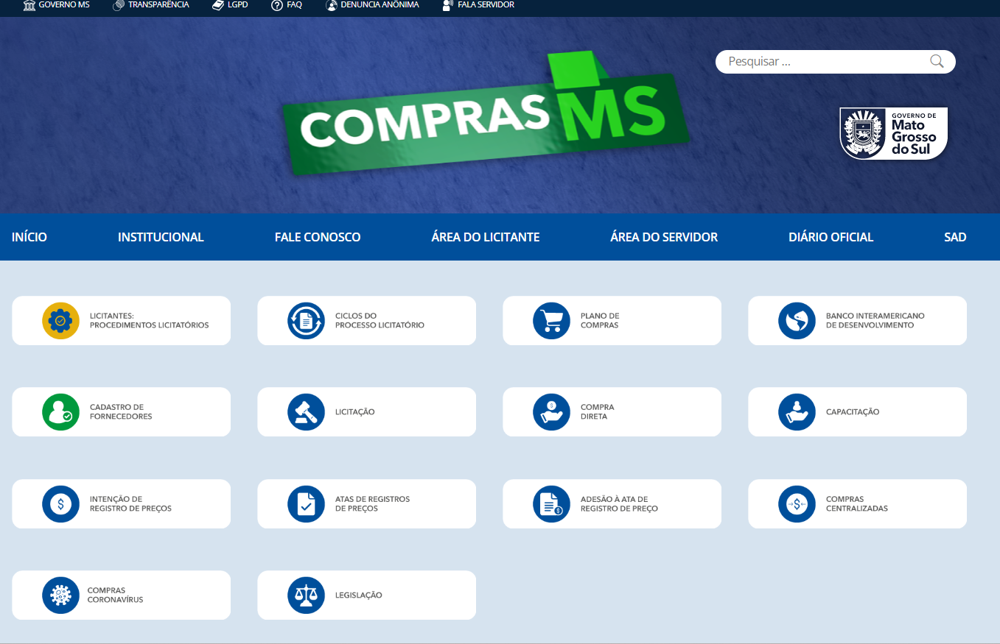 GOVERNO MS TRANSPARÊNCIA LGPD FAQ DENUNCIA ANÔNIMA FALA SERVIDOR
Pesquisar ...
COMPRAS MS
GOVERNO DE
Mato
Grosso
do Sul
INÍCIO INSTITUCIONAL FALE CONOSCO ÁREA DO LICITANTE ÁREA DO SERVIDOR DIÁRIO OFICIAL SAD
LICITANTES:
PROCEDIMENTOS LICITATÓRIOS
CICLOS DO
PROCESSO LICITATÓRIO
PLANO DE
COMPRAS
BANCO INTERAMERICANO
DE DESENVOLVIMENTO
CADASTRO DE
FORNECEDORES
LICITAÇÃO
COMPRA
DIRETA
CAPACITAÇÃO
INTENÇÃO DE
REGISTRO DE PREÇOS
ATAS DE REGISTROS
DE PREÇOS
ADESÃO À ATA DE
REGISTRO DE PREÇO
COMPRAS
CENTRALIZADAS
COMPRAS
CORONAVÍRUS
LEGISLAÇÃO